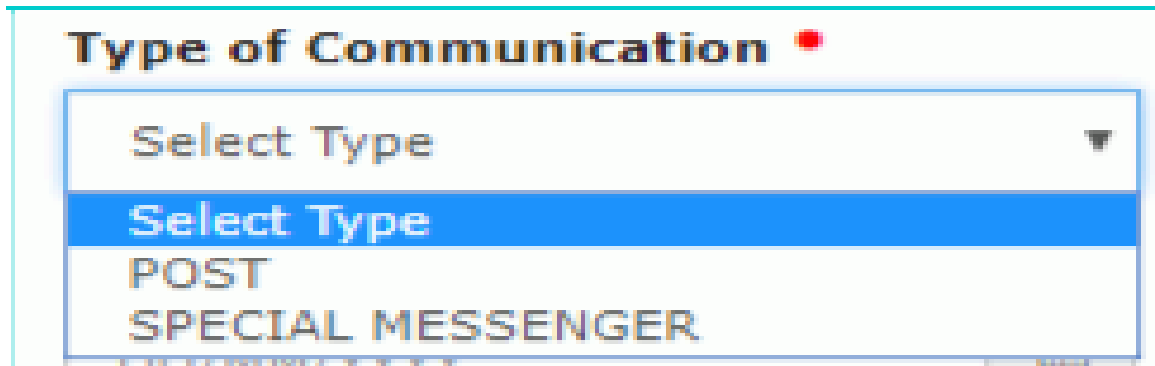 Type of Communication
Select Type
Select Type
POST
SPECIAL MESSENGER